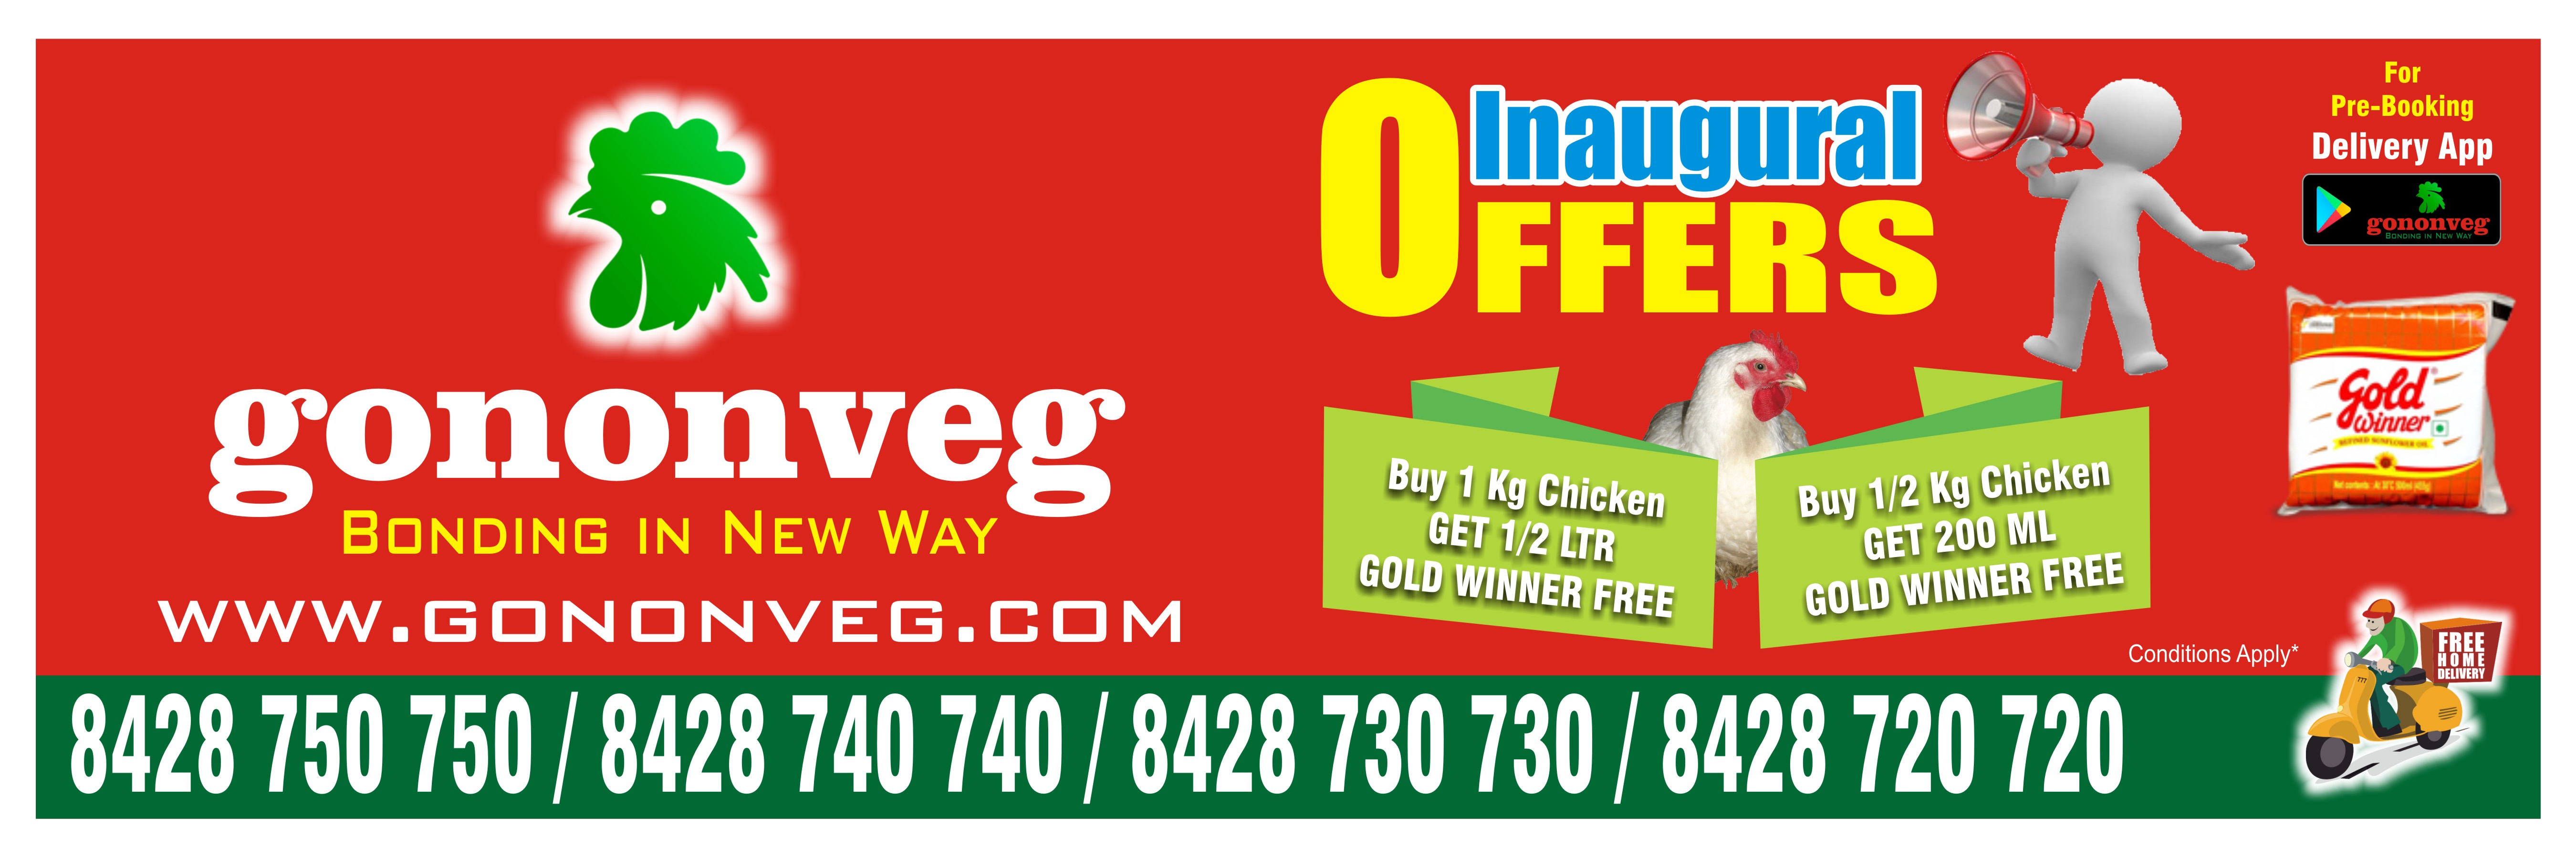 gononveg
BONDING IN NEW WAY
WWW.GONONVEG.COM
Inaugural
OFFERS
Buy 1 Kg Chicken
GET 1/2 LTR
GOLD WINNER FREE
Buy 1/2 Kg Chicken
GET 200 ML
GOLD WINNER FREE
For
Pre-Booking
Delivery App
gononveg
BONDING IN NEW WAY
Gold
Winner
REFINED SUNFLOWER OIL
Conditions Apply*
FREE
HOME
DELIVERY
8428 750 750 / 8428 740 740 / 8428 730 730 / 8428 720 720